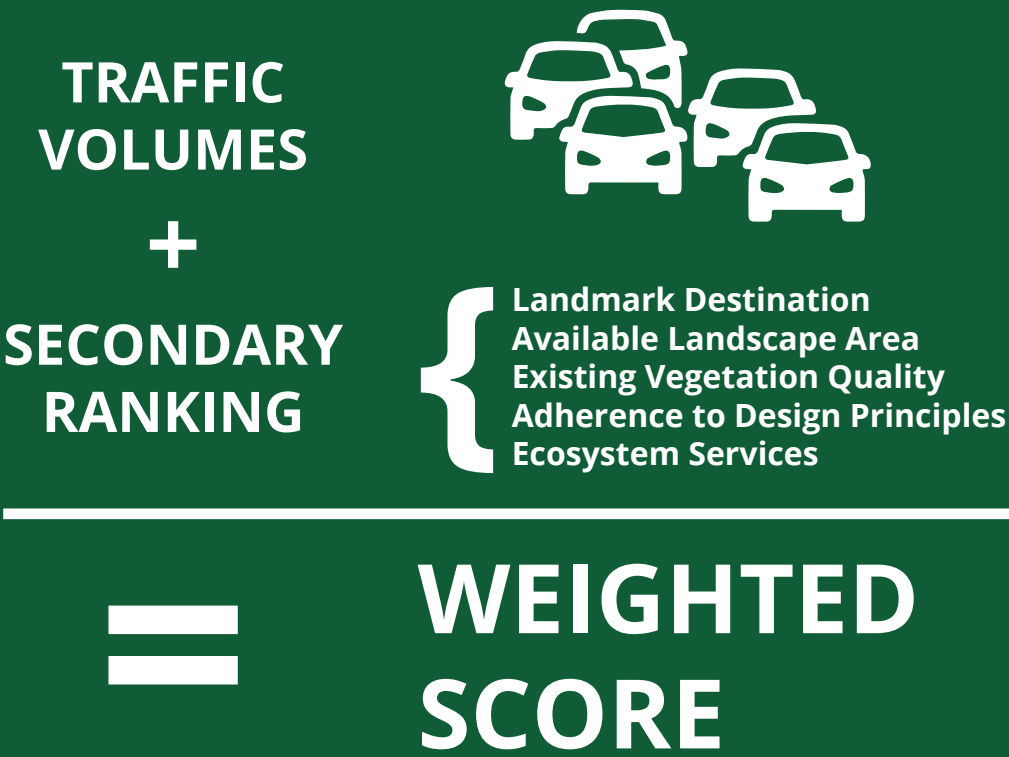 TRAFFIC
VOLUMES
+
SECONDARY
RANKING
{
Landmark Destination
Available Landscape Area
Existing Vegetation Quality
Adherence to Design Principles
Ecosystem Services
=
WEIGHTED
SCORE